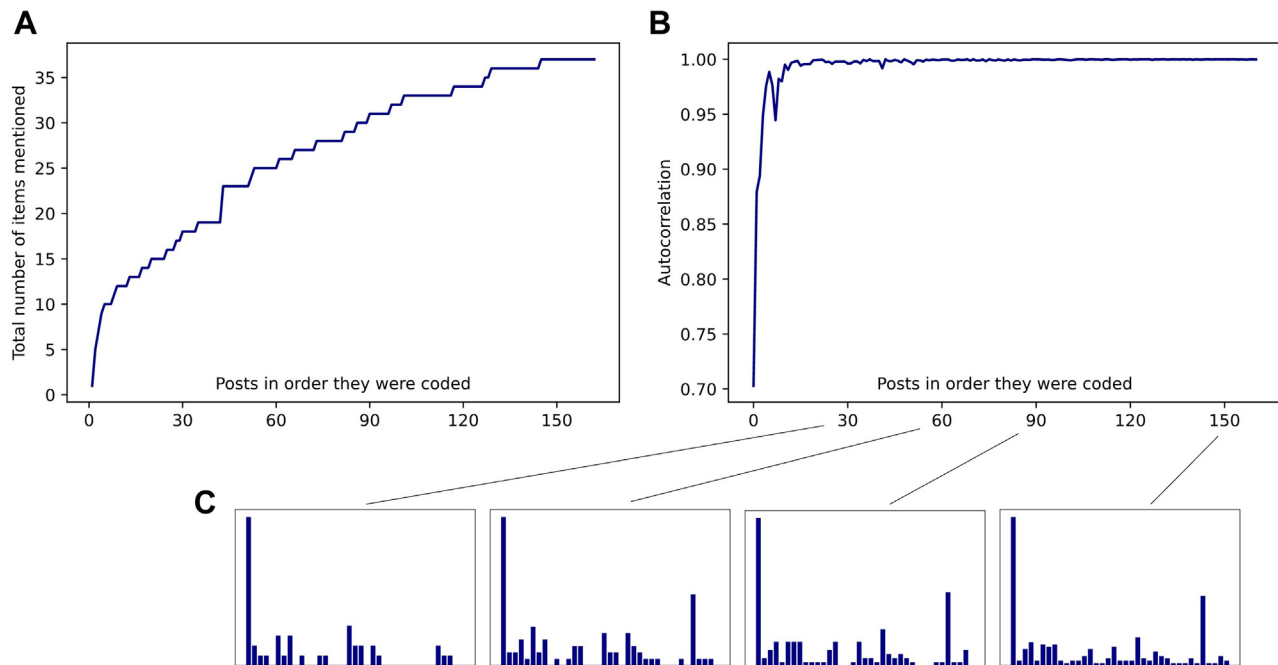 A
Total number of items mentioned
35
30
25
20
15
10
5
0
Posts in order they were coded
0 30 60 90 120 150
B
Autocorrelation
1.00
0.95
0.90
0.85
0.80
0.75
0.70
Posts in order they were coded
0 30 60 90 120 150
C